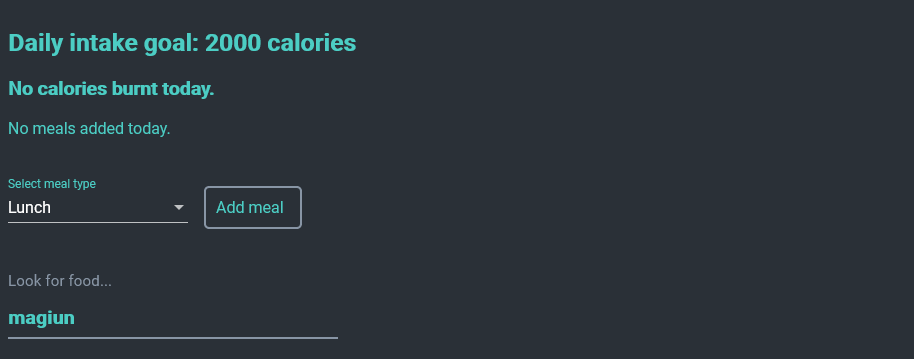 Daily intake goal: 2000 calories
No calories burnt today.
No meals added today.
Select meal type
Lunch
Add meal
Look for food...
magiun